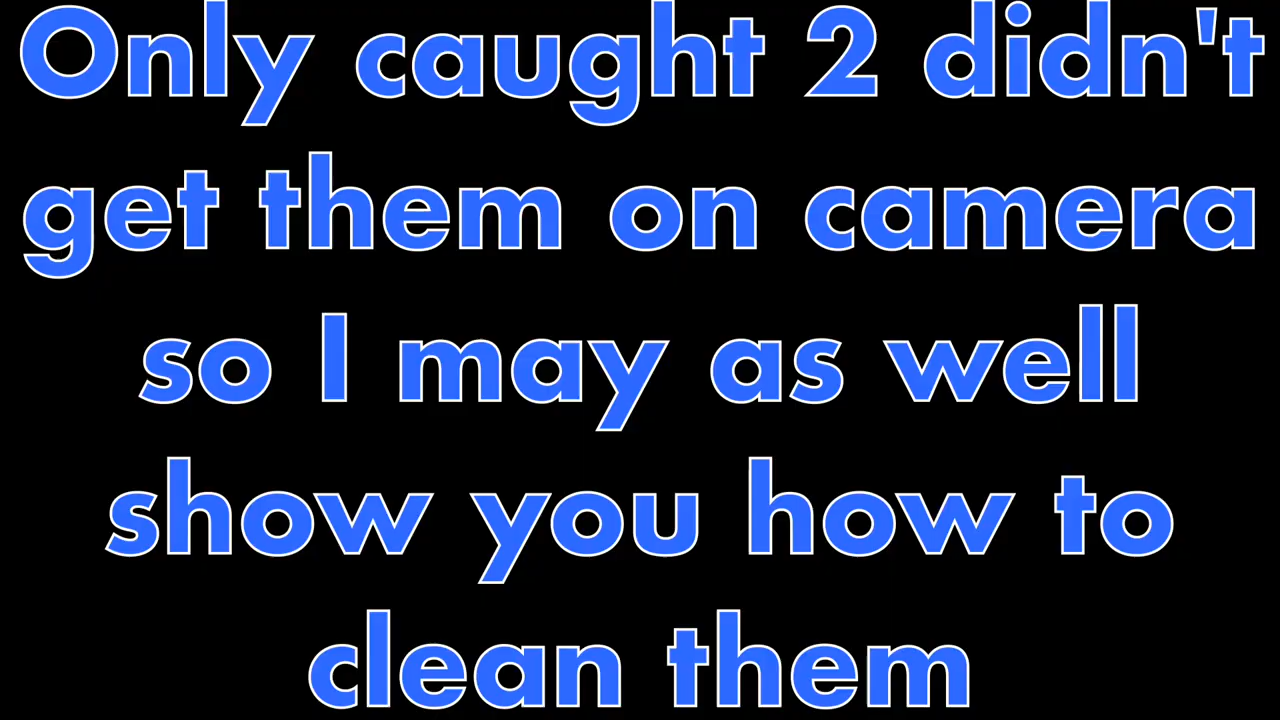 Only caught 2 didn't
get them on camera
so I may as well
show you how to
clean them